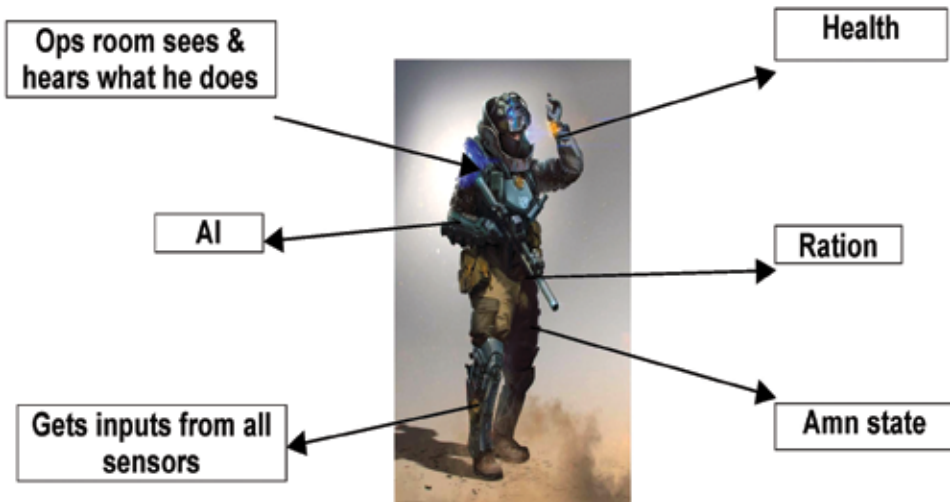 Ops room sees &
hears what he does
Health
AI
Ration
Gets inputs from all
sensors
Amn state